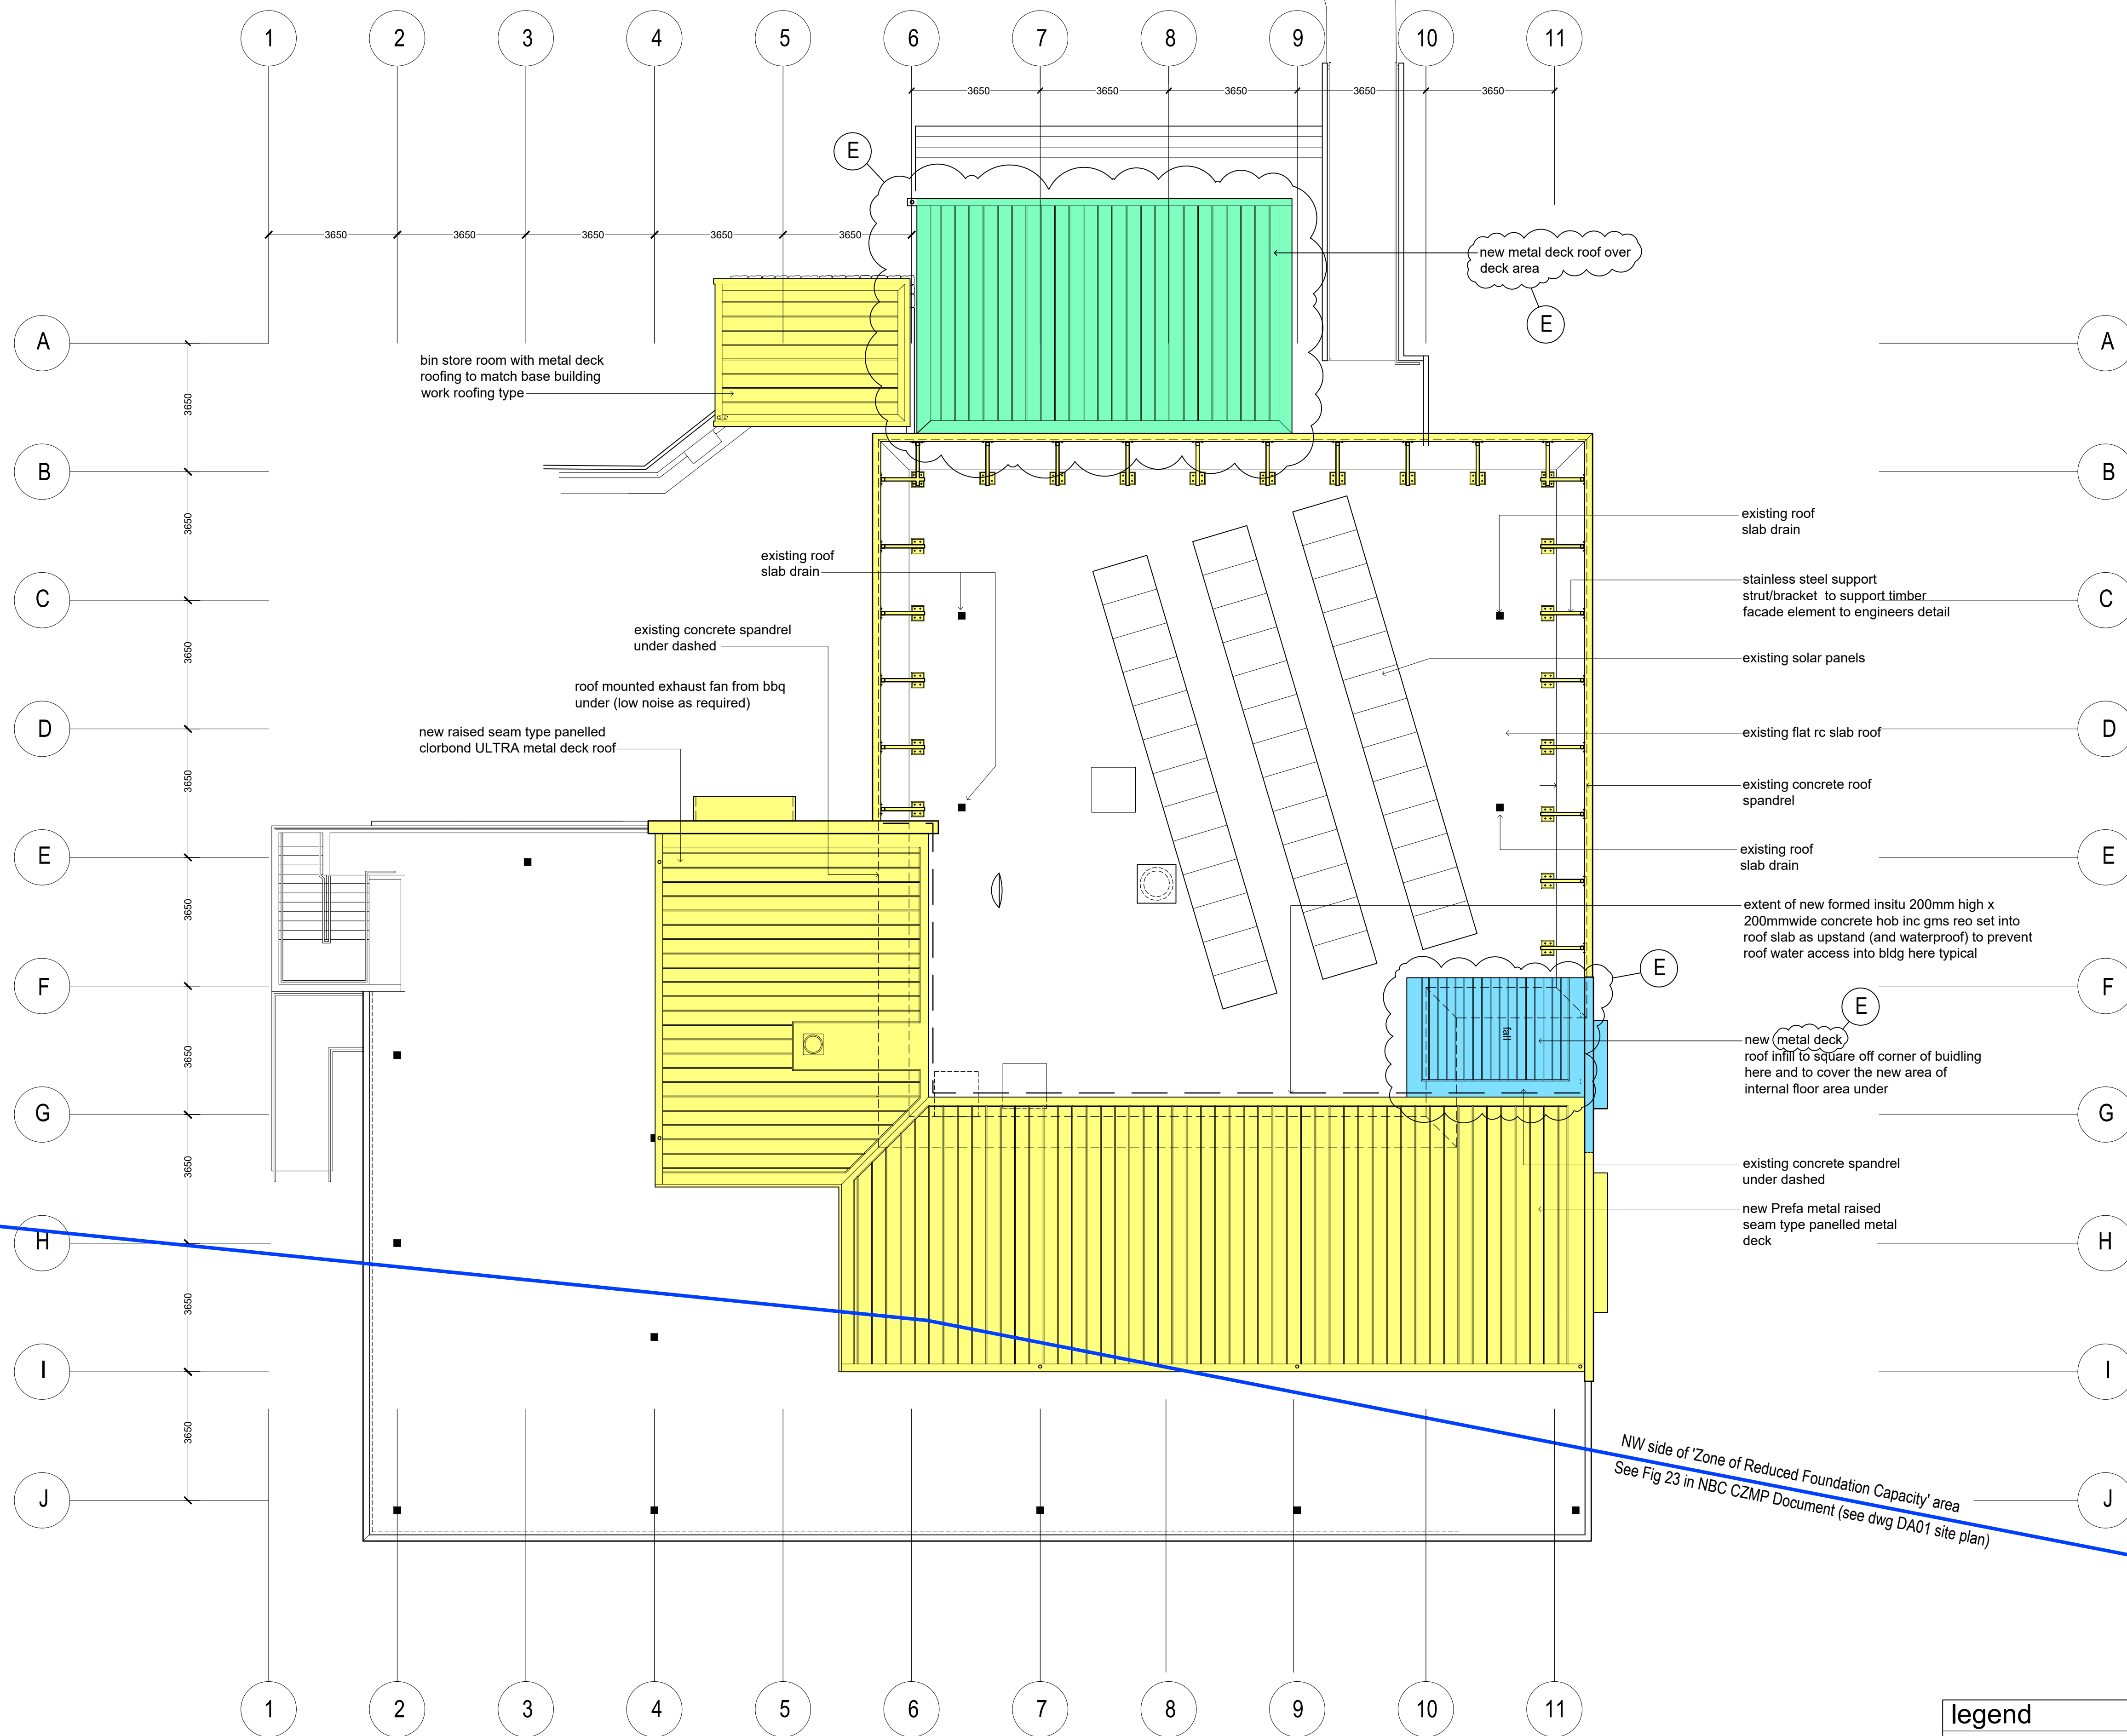 1 2 3 4 5 6 7 8 9 10 11
3650 3650 3650 3650 3650
E
3650 3650 3650 3650 3650
new metal deck roof over
deck area
E
A
A
bin store room with metal deck
roofing to match base building
work roofing type
3650
B
B
3650
existing roof
slab drain
existing roof
slab drain
stainless steel support
strut/bracket to support timber
facade element to engineers detail
C
C
existing concrete spandrel
under dashed
3650
existing solar panels
roof mounted exhaust fan from bbq
under (low noise as required)
new raised seam type panelled
clorbond ULTRA metal deck roof
D
existing flat rc slab roof
D
3650
existing concrete roof
spandrel
E
existing roof
slab drain
E
3650
extent of new formed insitu 200mm high x
200mmwide concrete hob inc gms reo set into
roof slab as upstand (and waterproof) to prevent
roof water access into bldg here typical
E
F
F
E
fall
3650
new metal deck
roof infill to square off corner of buidling
here and to cover the new area of
internal floor area under
G
G
3650
existing concrete spandrel
under dashed
new Prefa metal raised
seam type panelled metal
deck
H
H
3650
I
I
3650
NW side of 'Zone of Reduced Foundation Capacity' area
See Fig 23 in NBC CZMP Document (see dwg DA01 site plan)
J
J
1 2 3 4 5 6 7 8 9 10 11
legend